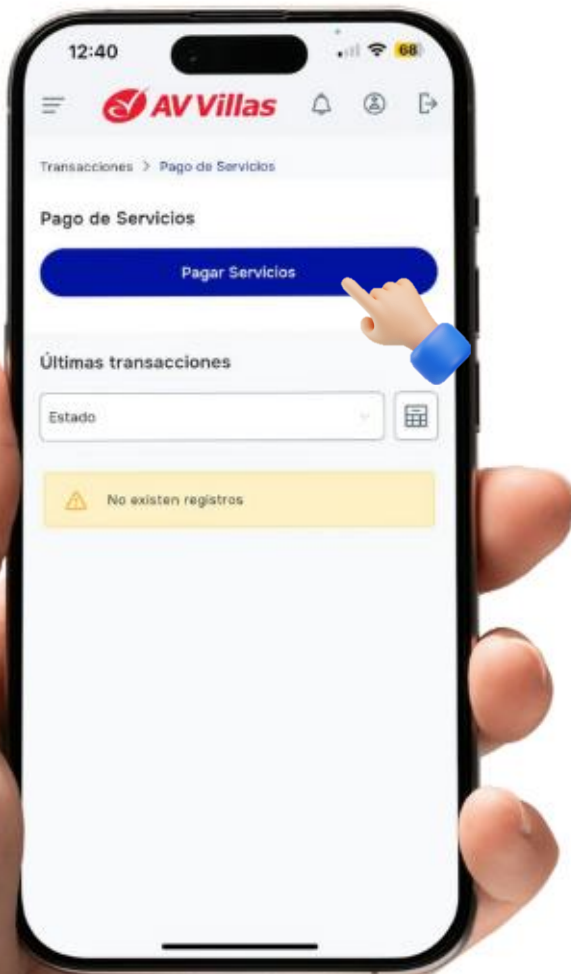 12:40
68
AV Villas
Transacciones > Pago de Servicios
Pago de Servicios
Pagar Servicios
Últimas transacciones
Estado
No existen registros